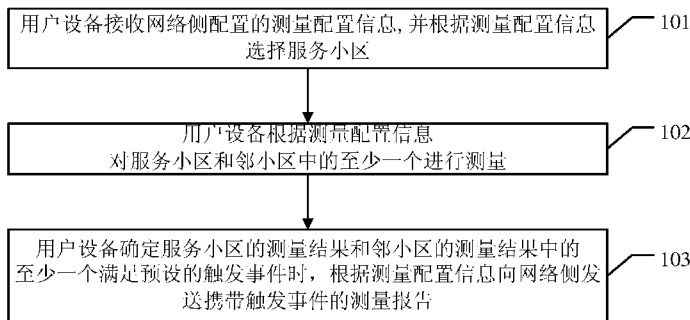 用户设备接收网络侧配置的测量配置信息,并根据测量配置信息
选择服务小区
101
用户设备根据测量配置信息
对服务小区和邻小区中的至少一个进行测量
102
用户设备确定服务小区的测量结果和邻小区的测量结果中的
至少一个满足预设的触发事件时，根据测量配置信息向网络侧发
送携带触发事件的测量报告
103